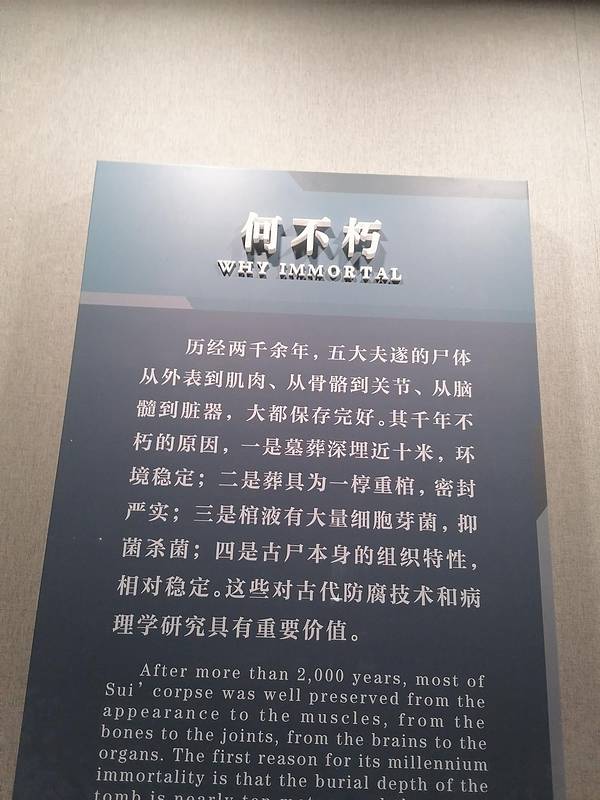 何不朽
WHY IMMORTAL
历经两千余年，五大夫遂的尸体
从外表到肌肉、从骨骼到关节、从脑
髓到脏器，大都保存完好。其千年不
朽的原因，一是墓葬深埋近十米，环
境稳定；二是葬具为一椁重棺，密封
严实；三是棺液有大量细胞芽菌，抑
菌杀菌；四是古尸本身的组织特性，
相对稳定。这些对古代防腐技术和病
理学研究具有重要价值。
After more than 2,000 years, most of
Sui' corpse was well preserved from the
appearance to the muscles, from the
bones to the joints, from the brains to the
organs. The first reason for its millennium
immortality is that the burial depth of the
tomb is nearly ten